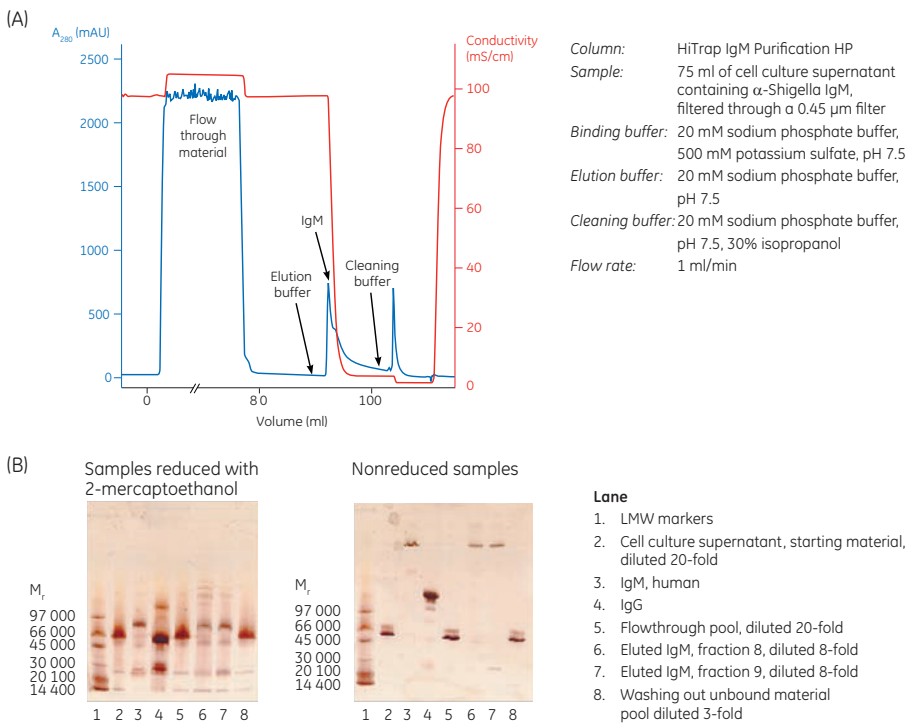 (A)
A280 (mAU)
2500
2000
1500
1000
500
0
Conductivity
(mS/cm)
100
80
60
40
20
0
Flow
through
material
IgM
Elution
buffer
Cleaning
buffer
0
80
100
Volume (ml)
Column: HiTrap IgM Purification HP
Sample: 75 ml of cell culture supernatant
containing α-Shigella IgM,
filtered through a 0.45 µm filter
Binding buffer: 20 mM sodium phosphate buffer,
500 mM potassium sulfate, pH 7.5
Elution buffer: 20 mM sodium phosphate buffer,
pH 7.5
Cleaning buffer: 20 mM sodium phosphate buffer,
pH 7.5, 30% isopropanol
Flow rate: 1 ml/min
(B)
Samples reduced with
2-mercaptoethanol
Mr
97 000
66 000
45 000
30 000
20 100
14 400
1 2 3 4 5 6 7 8
Nonreduced samples
Mr
97 000
66 000
45 000
30 000
20 100
14 400
1 2 3 4 5 6 7 8
Lane
1. LMW markers
2. Cell culture supernatant, starting material,
diluted 20-fold
3. IgM, human
4. IgG
5. Flowthrough pool, diluted 20-fold
6. Eluted IgM, fraction 8, diluted 8-fold
7. Eluted IgM, fraction 9, diluted 8-fold
8. Washing out unbound material
pool diluted 3-fold